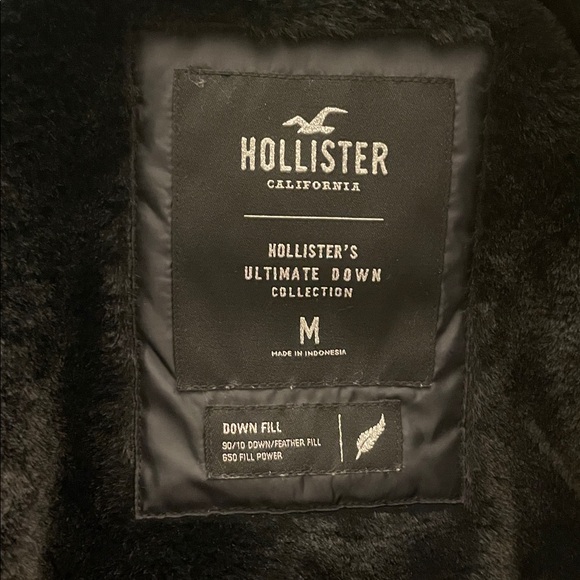 HOLLISTER
CALIFORNIA
HOLLISTER'S
ULTIMATE DOWN
COLLECTION
M
MADE IN INDONESIA
DOWN FILL
90/10 DOWN/FEATHER FILL
650 FILL POWER